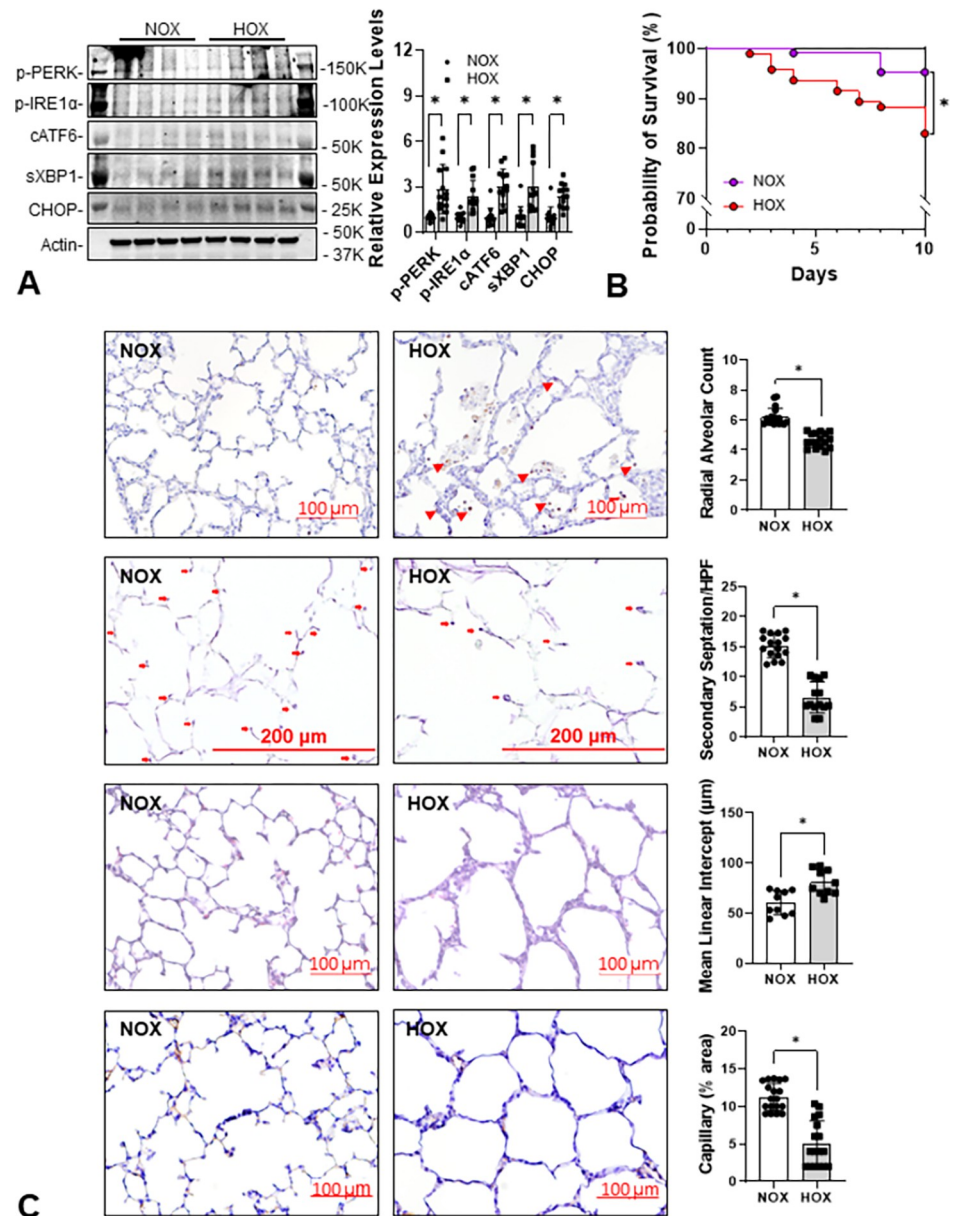 NOX HOX
p-PERK-
p-IRE1α-
cATF6-
sXBP1-
CHOP-
Actin-
-150K
-100K
- 50K
- 50K
- 25K
- 50K
- 37K
Relative Expression Levels
12
9
6
3
0
NOX
HOX
* * * * *
p-PERK
p-IRE1α
cATF6
sXBP1
CHOP
A
Probability of Survival (%)
100
90
80
70
0
NOX
HOX
*
0 5 10
Days
B
NOX
100 µm
HOX
100 µm
Radial Alveolar Count
10
8
6
4
2
0
*
NOX HOX
NOX
200 µm
HOX
200 µm
Secondary Septation/HPF
25
20
15
10
5
0
*
NOX HOX
NOX
100 µm
HOX
100 µm
Mean Linear Intercept (µm)
150
100
50
0
*
NOX HOX
NOX
100 µm
HOX
100 µm
Capillary (% area)
20
15
10
5
0
*
NOX HOX
C